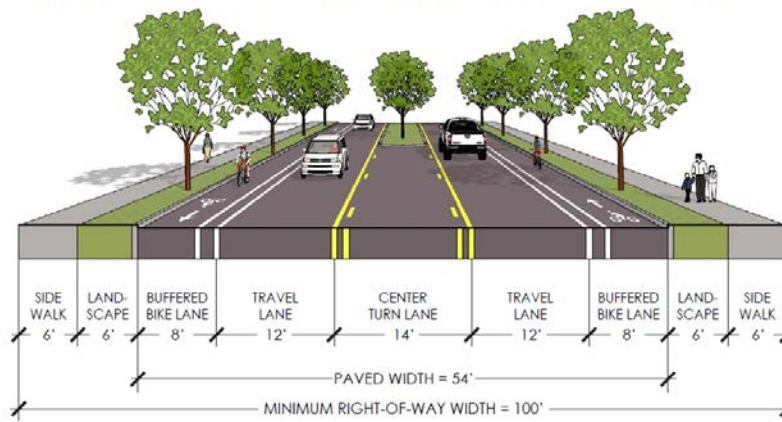 SIDE
WALK
6'
LAND-
SCAPE
6'
BUFFERED
BIKE LANE
8'
TRAVEL
LANE
12'
CENTER
TURN LANE
14'
TRAVEL
LANE
12'
BUFFERED
BIKE LANE
8'
LAND-
SCAPE
6'
SIDE
WALK
6'
PAVED WIDTH = 54'
MINIMUM RIGHT-OF-WAY WIDTH = 100'